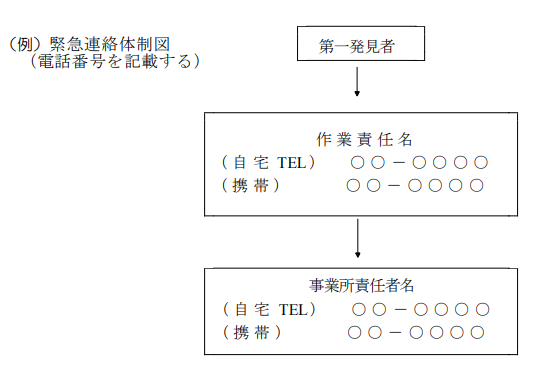 （例）緊急連絡体制図
（電話番号を記載する）
第一発見者
作業責任名
（自宅 TEL） ○○－○○○○
（携帯） ○○－○○○○
事業所責任者名
（自宅 TEL） ○○－○○○○
（携帯） ○○－○○○○